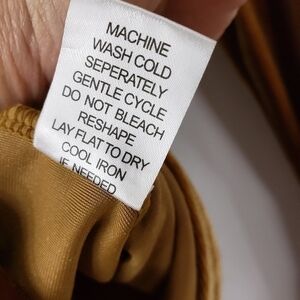 MACHINE
WASH COLD
SEPERATELY
GENTLE CYCLE
DO NOT BLEACH
RESHAPE
LAY FLAT TO DRY
COOL IRON
IF NEEDED